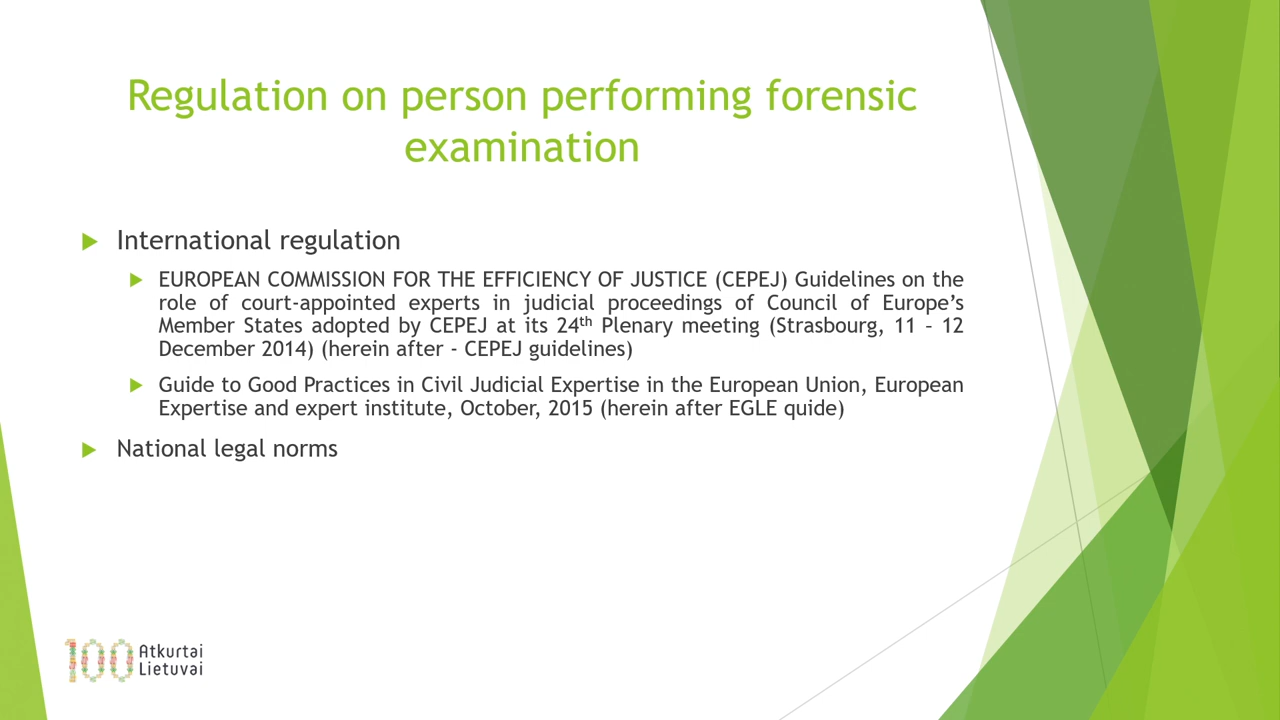 Regulation on person performing forensic
examination
International regulation
EUROPEAN COMMISSION FOR THE EFFICIENCY OF JUSTICE (CEPEJ) Guidelines on the
role of court-appointed experts in judicial proceedings of Council of Europe’s
Member States adopted by CEPEJ at its 24th Plenary meeting (Strasbourg, 11 – 12
December 2014) (herein after - CEPEJ guidelines)
Guide to Good Practices in Civil Judicial Expertise in the European Union, European
Expertise and expert institute, October, 2015 (herein after EGLE quide)
National legal norms
100 Atkurtai
Lietuvai